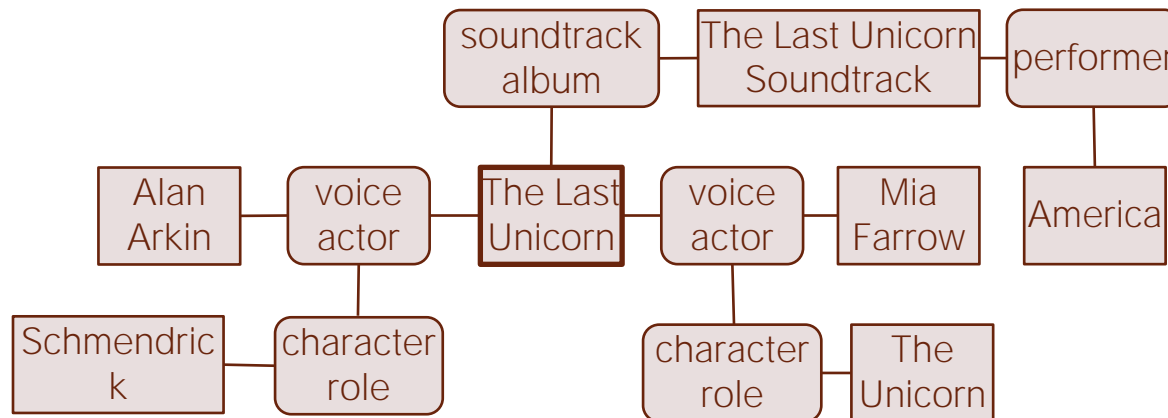 soundtrack
album
The Last Unicorn
Soundtrack
performer
Alan
Arkin
voice
actor
The Last
Unicorn
voice
actor
Mia
Farrow
America
Schmendric
k
character
role
character
role
The
Unicorn